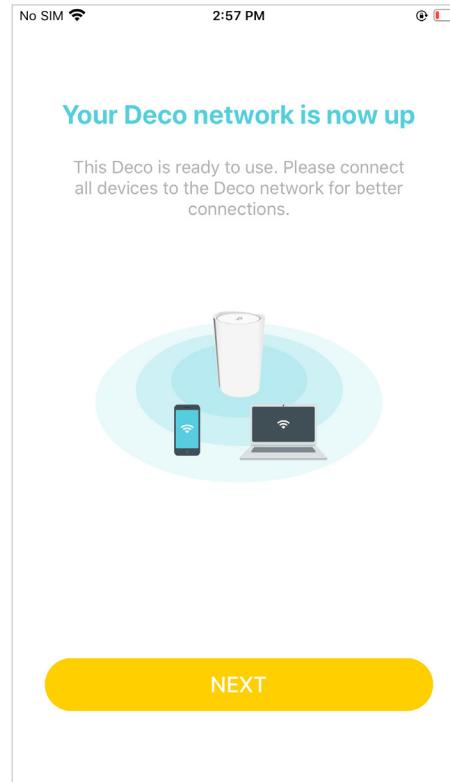 No SIM
2:57 PM
Your Deco network is now up
This Deco is ready to use. Please connect
all devices to the Deco network for better
connections.
NEXT